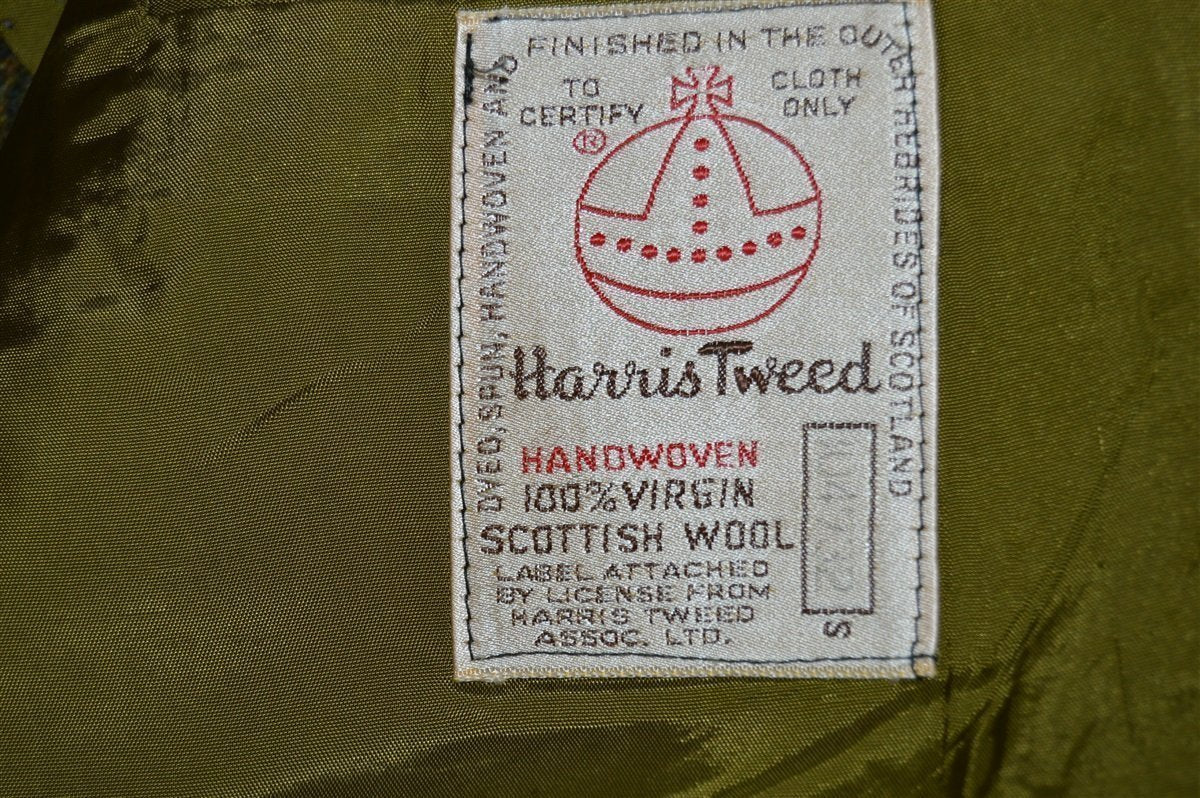 DYED, SPUN, HANDWOVEN AND FINISHED IN THE OUTER HEBRIDES OF SCOTLAND
TO CERTIFY
CLOTH ONLY
®
Harris Tweed
HANDWOVEN
100% VIRGIN
SCOTTISH WOOL
LABEL ATTACHED
BY LICENSE FROM
HARRIS TWEED
ASSOC. LTD.
S